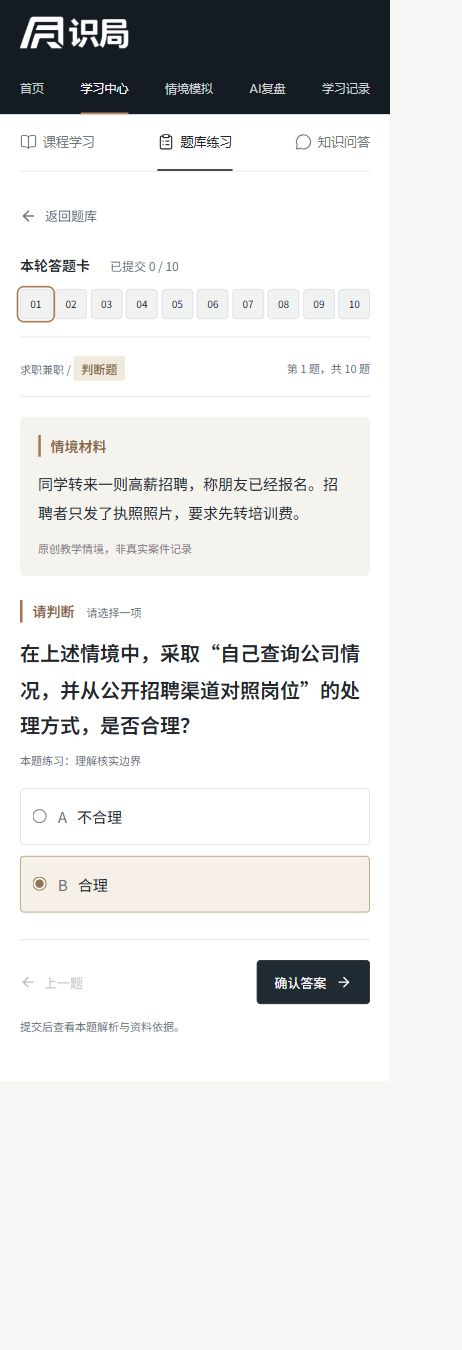 识局
首页 学习中心 情境模拟 AI复盘 学习记录
课程学习 题库练习 知识问答
返回题库
本轮答题卡 已提交 0 / 10
01 02 03 04 05 06 07 08 09 10
求职兼职 / 判断题 第 1 题，共 10 题
情境材料
同学转来一则高薪招聘，称朋友已经报名。招
聘者只发了执照照片，要求先转培训费。
原创教学情境，非真实案件记录
请判断 请选择一项
在上述情境中，采取“自己查询公司情
况，并从公开招聘渠道对照岗位”的处
理方式，是否合理？
本题练习：理解核实边界
A 不合理
B 合理
上一题 确认答案
提交后查看本题解析与资料依据。